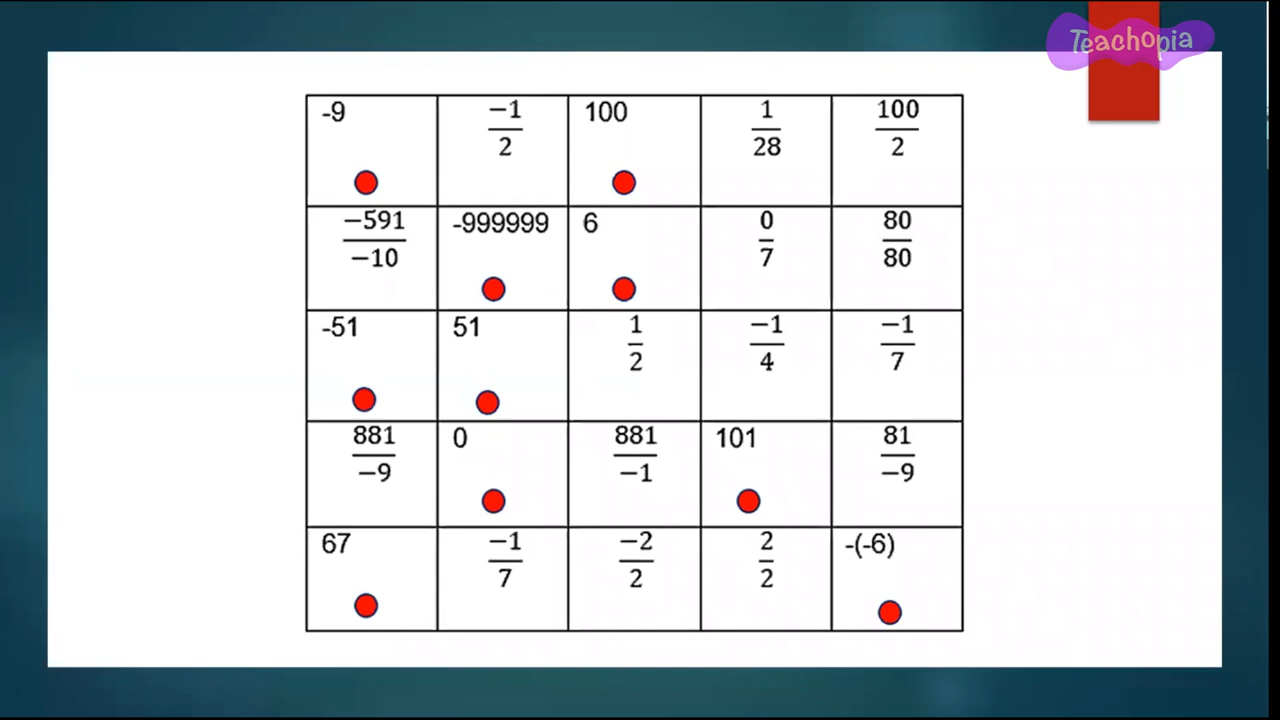 Teachopia
-9 −1/2 100 1/28 100/2
−591/−10 -999999 6 0/7 80/80
-51 51 1/2 −1/4 −1/7
881/−9 0 881/−1 101 81/−9
67 −1/7 −2/2 2/2 -(-6)